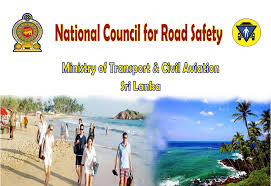 National Council for Road Safety
Ministry of Transport & Civil Aviation
Sri Lanka